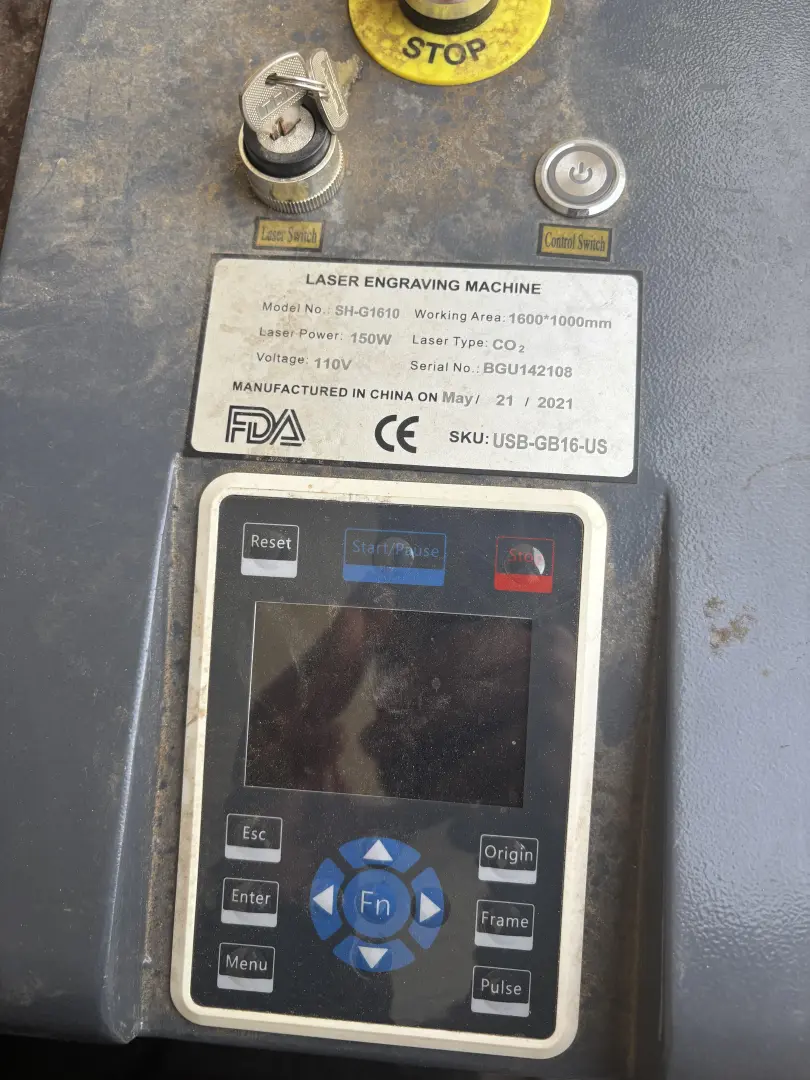 STOP
Laser Switch
Control Switch
LASER ENGRAVING MACHINE
Model No.: SH-G1610 Working Area: 1600*1000mm
Laser Power: 150W Laser Type: CO₂
Voltage: 110V Serial No.: BGU142108
MANUFACTURED IN CHINA ON May/ 21 / 2021
FDA CE SKU: USB-GB16-US
Reset Start/Pause Stop
Esc Origin
Enter Fn Frame
Menu Pulse